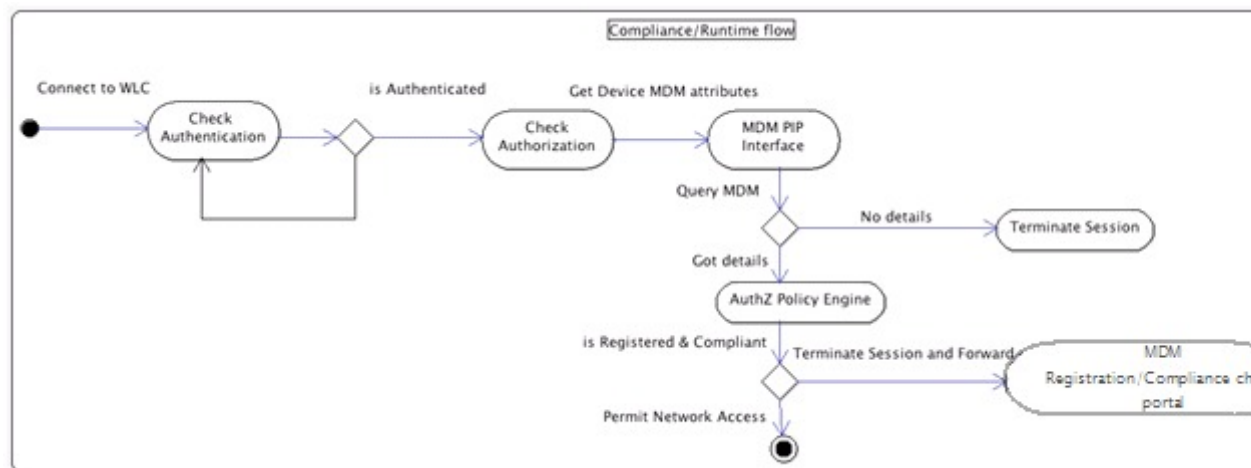 Compliance/Runtime flow
Connect to WLC
is Authenticated
Get Device MDM attributes
Check
Authentication
Check
Authorization
MDM PIP
Interface
Query MDM
No details
Terminate Session
Got details
AuthZ Policy Engine
is Registered & Compliant
Terminate Session and Forward
MDM
Registration/Compliance
portal
Permit Network Access